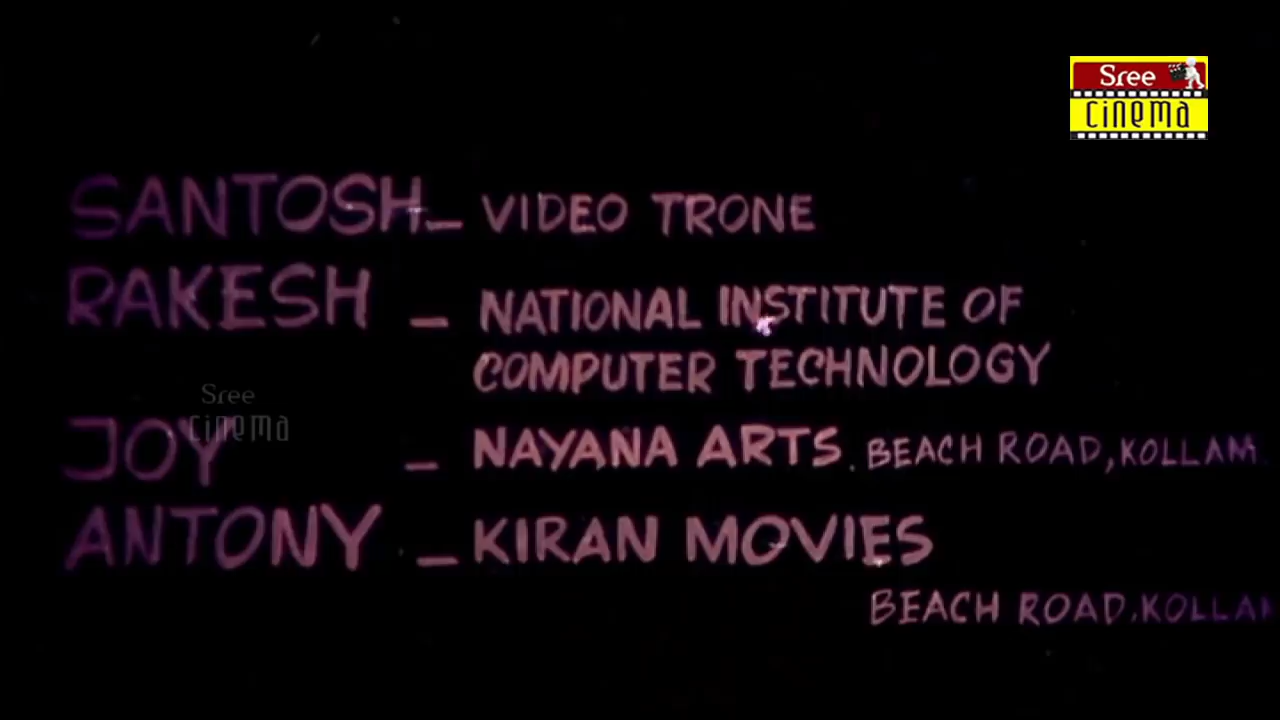 Sree
cinema
SANTOSH - VIDEO TRONE
RAKESH - NATIONAL INSTITUTE OF
COMPUTER TECHNOLOGY
Sree
cinema
JOY - NAYANA ARTS. BEACH ROAD, KOLLAM.
ANTONY - KIRAN MOVIES
BEACH ROAD, KOLLAM